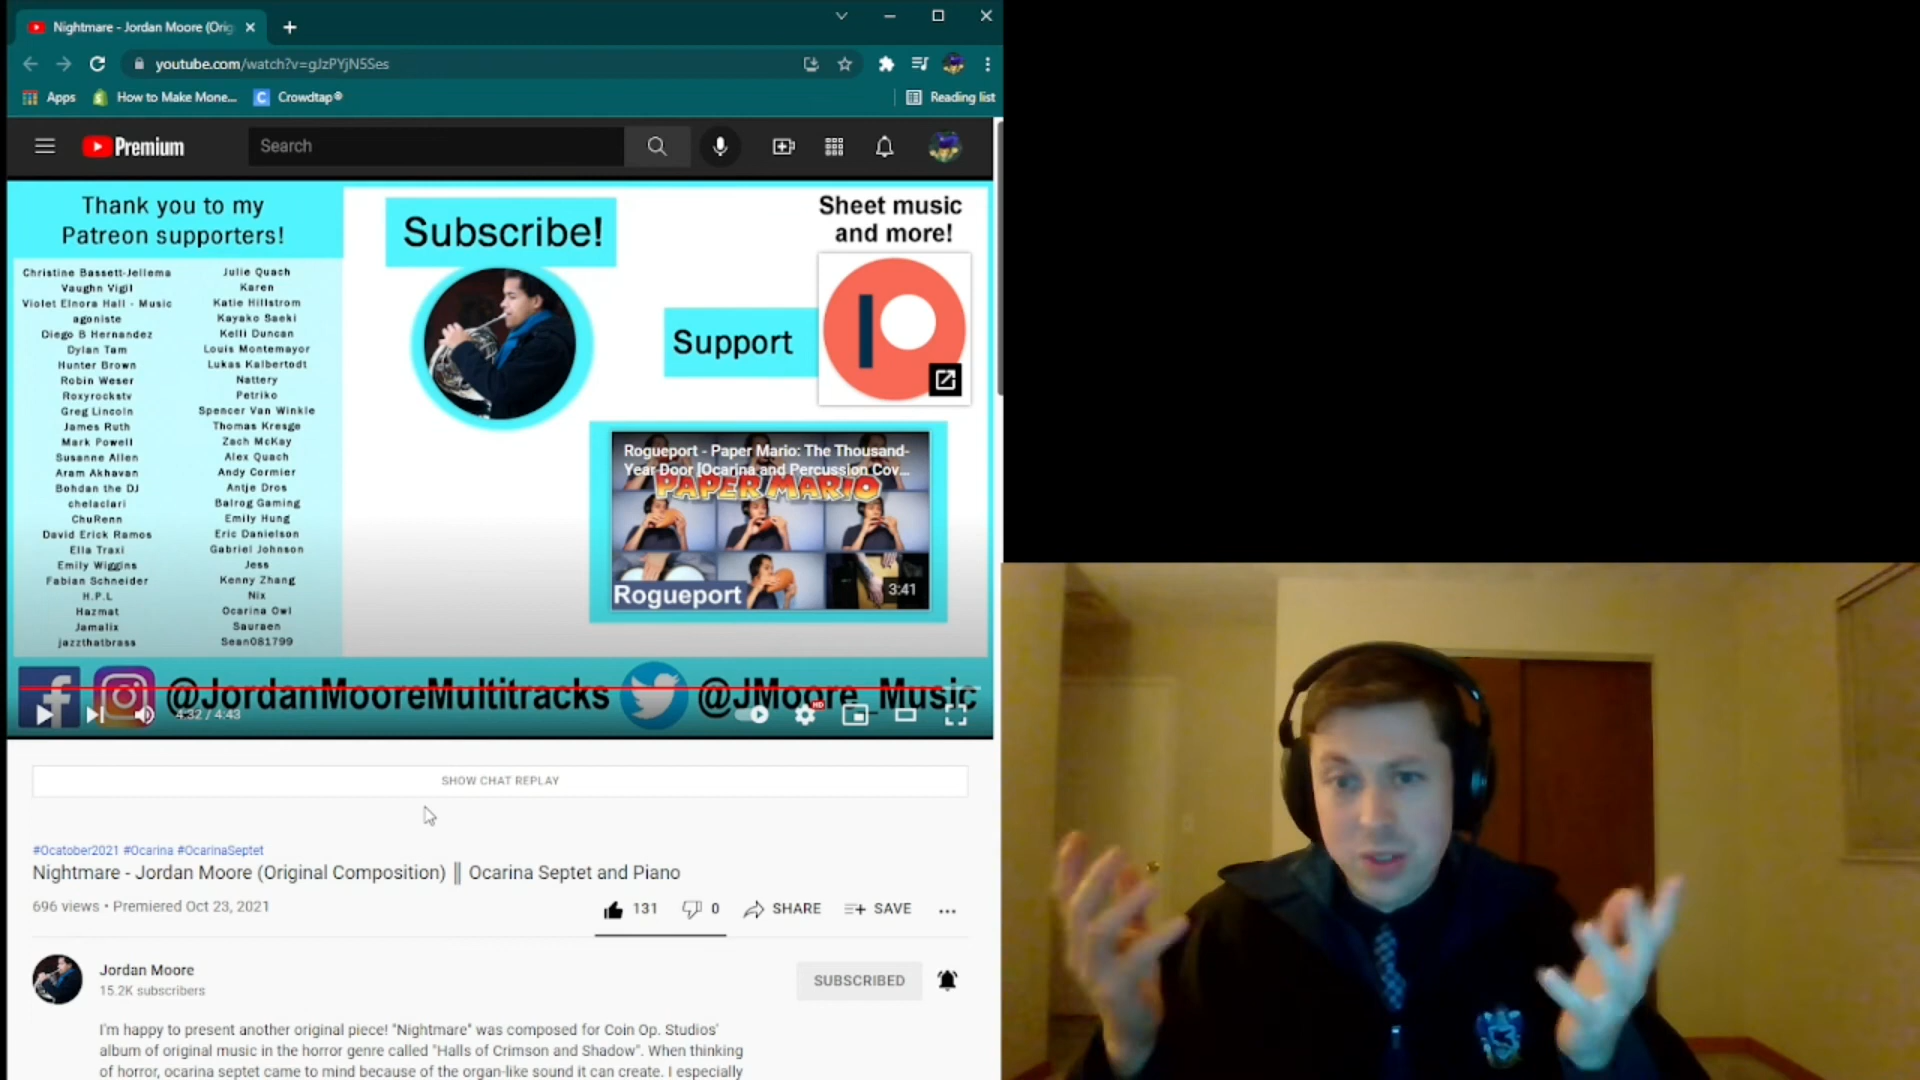 Nightmare - Jordan Moore (Orig
youtube.com/watch?v=gJzPYjN5Ses
Apps
How to Make Mone...
C
Crowdtap®
Reading list
Premium
Search
Thank you to my
Patreon supporters!
Christine Bassett-Jellema
Vaughn Vigil
Violet Elnora Hall - Music
agoniste
Diego B Hernandez
Dylan Tam
Hunter Brown
Robin Weser
Roxyrockstv
Greg Lincoln
James Ruth
Mark Powell
Susanne Allen
Aram Akhavan
Bohdan the DJ
chelaclari
ChuRenn
David Erick Ramos
Ella Traxi
Emily Wiggins
Fabian Schneider
H.P.L
Hazmat
Jamalix
jazzthatbrass
Julie Quach
Karen
Katie Hillstrom
Kayako Saeki
Kelli Duncan
Louis Montemayor
Lukas Kalbertodt
Nattery
Petriko
Spencer Van Winkle
Thomas Kresge
Zach McKay
Alex Quach
Andy Cormier
Antje Dros
Balrog Gaming
Emily Hung
Eric Danielson
Gabriel Johnson
Jess
Kenny Zhang
Nix
Ocarina Owl
Sauraen
Sean081799
Subscribe!
Sheet music
and more!
Support
Rogueport - Paper Mario: The Thousand-
Year Door [Ocarina and Percussion Cov...
PAPER MARIO
Rogueport
3:41
@JordanMooreMultitracks
@JMoore_Music
4:32 / 4:43
HD
SHOW CHAT REPLAY
#Ocatober2021 #Ocarina #OcarinaSeptet
Nightmare - Jordan Moore (Original Composition) ║ Ocarina Septet and Piano
696 views • Premiered Oct 23, 2021
131
0
SHARE
SAVE
Jordan Moore
15.2K subscribers
SUBSCRIBED
I'm happy to present another original piece! "Nightmare" was composed for Coin Op. Studios'
album of original music in the horror genre called "Halls of Crimson and Shadow". When thinking
of horror, ocarina septet came to mind because of the organ-like sound it can create. I especially